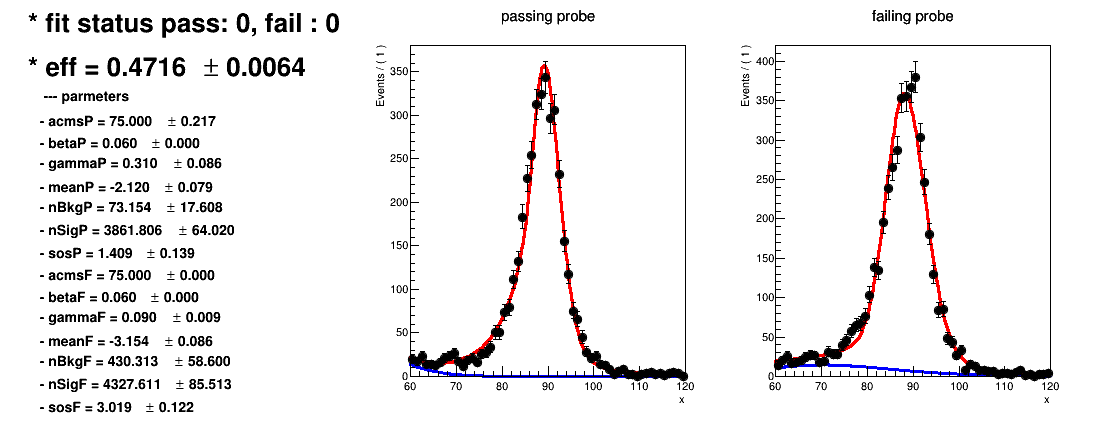 * fit status pass: 0, fail : 0
* eff = 0.4716 ± 0.0064
--- parmeters
- acmsP = 75.000 ± 0.217
- betaP = 0.060 ± 0.000
- gammaP = 0.310 ± 0.086
- meanP = -2.120 ± 0.079
- nBkgP = 73.154 ± 17.608
- nSigP = 3861.806 ± 64.020
- sosP = 1.409 ± 0.139
- acmsF = 75.000 ± 0.000
- betaF = 0.060 ± 0.000
- gammaF = 0.090 ± 0.009
- meanF = -3.154 ± 0.086
- nBkgF = 430.313 ± 58.600
- nSigF = 4327.611 ± 85.513
- sosF = 3.019 ± 0.122
passing probe
Events / ( 1 )
350
300
250
200
150
100
50
0
60 70 80 90 100 110 120
x
failing probe
Events / ( 1 )
400
350
300
250
200
150
100
50
0
60 70 80 90 100 110 120
x